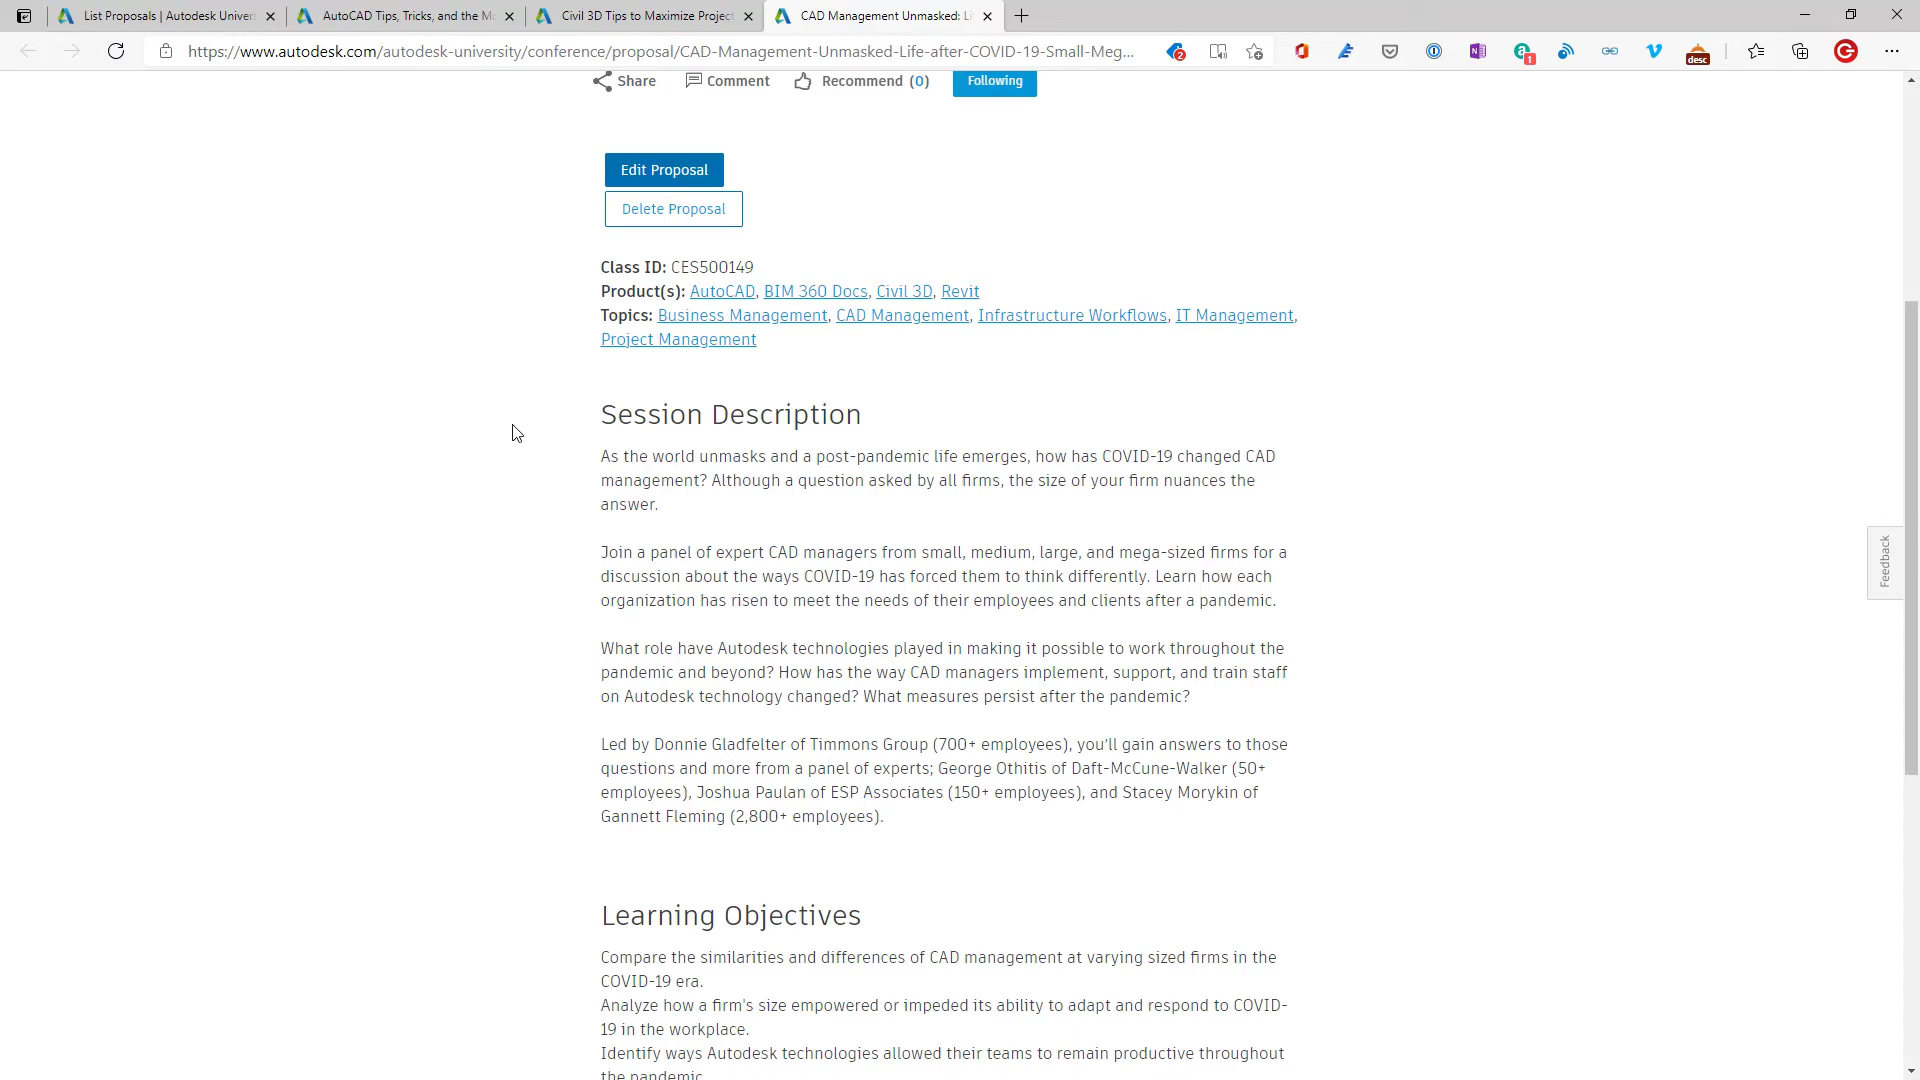 List Proposals | Autodesk Univer
AutoCAD Tips, Tricks, and the Mo
Civil 3D Tips to Maximize Project
CAD Management Unmasked: Li
https://www.autodesk.com/autodesk-university/conference/proposal/CAD-Management-Unmasked-Life-after-COVID-19-Small-Meg...
2
1
desc
Share
Comment
Recommend (0)
Following
Edit Proposal
Delete Proposal
Class ID: CES500149
Product(s): AutoCAD, BIM 360 Docs, Civil 3D, Revit
Topics: Business Management, CAD Management, Infrastructure Workflows, IT Management,
Project Management
Session Description
As the world unmasks and a post-pandemic life emerges, how has COVID-19 changed CAD
management? Although a question asked by all firms, the size of your firm nuances the
answer.
Join a panel of expert CAD managers from small, medium, large, and mega-sized firms for a
discussion about the ways COVID-19 has forced them to think differently. Learn how each
organization has risen to meet the needs of their employees and clients after a pandemic.
What role have Autodesk technologies played in making it possible to work throughout the
pandemic and beyond? How has the way CAD managers implement, support, and train staff
on Autodesk technology changed? What measures persist after the pandemic?
Led by Donnie Gladfelter of Timmons Group (700+ employees), you'll gain answers to those
questions and more from a panel of experts; George Othitis of Daft-McCune-Walker (50+
employees), Joshua Paulan of ESP Associates (150+ employees), and Stacey Morykin of
Gannett Fleming (2,800+ employees).
Feedback
Learning Objectives
Compare the similarities and differences of CAD management at varying sized firms in the
COVID-19 era.
Analyze how a firm's size empowered or impeded its ability to adapt and respond to COVID-
19 in the workplace.
Identify ways Autodesk technologies allowed their teams to remain productive throughout
the pandemic